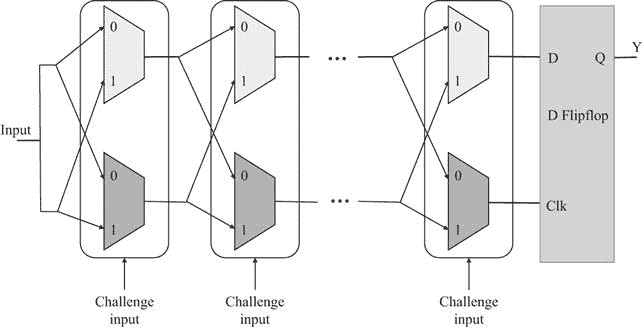 0 0 0
... D Q Y
1 1 1
D Flipflop
Input
0 0 0
... Clk
1 1 1
Challenge input
Challenge input
Challenge input